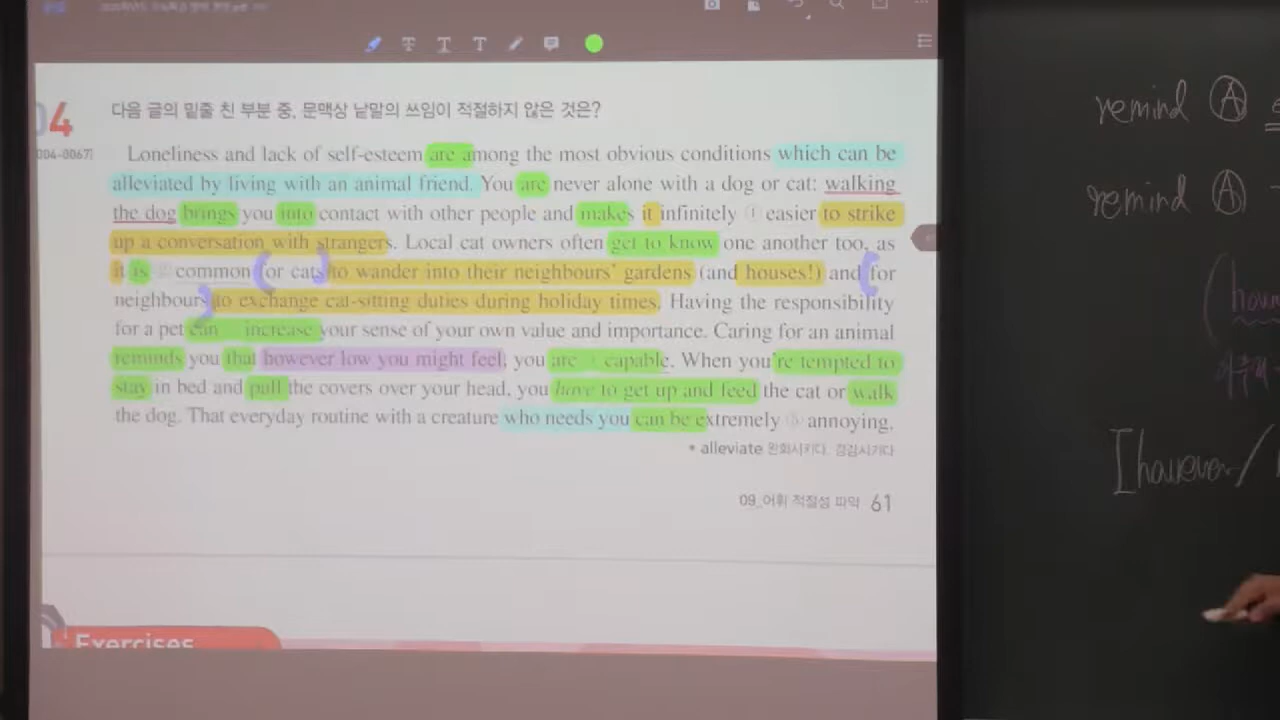 04
다음 글의 밑줄 친 부분 중, 문맥상 낱말의 쓰임이 적절하지 않은 것은?
004-0067]
Loneliness and lack of self-esteem are among the most obvious conditions which can be
alleviated by living with an animal friend. You are never alone with a dog or cat: walking
the dog brings you into contact with other people and makes it infinitely ① easier to strike
up a conversation with strangers. Local cat owners often get to know one another too, as
it is ② common for cats to wander into their neighbours' gardens (and houses!) and for
neighbours to exchange cat-sitting duties during holiday times. Having the responsibility
for a pet can increase your sense of your own value and importance. Caring for an animal
reminds you that however low you might feel, you are capable. When you're tempted to
stay in bed and pull the covers over your head, you have to get up and feed the cat or walk
the dog. That everyday routine with a creature who needs you can be extremely ⑤ annoying.
* alleviate 완화시키다, 경감시키다
09_어휘 적절성 파악 61
Exercises
remind Ⓐ
remind Ⓐ
[however/